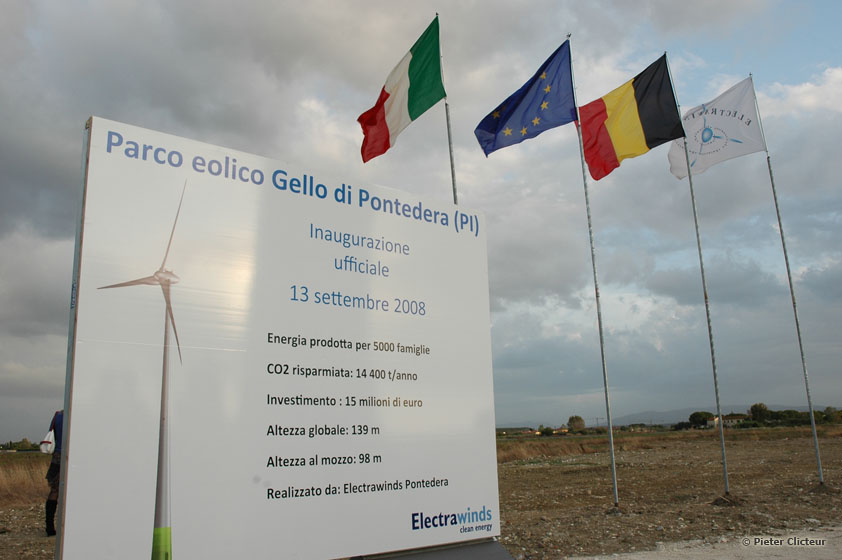 Parco eolico Gello di Pontedera (PI)
Inaugurazione
ufficiale
13 settembre 2008
Energia prodotta per 5000 famiglie
CO2 risparmiata: 14 400 t/anno
Investimento : 15 milioni di euro
Altezza globale: 139 m
Altezza al mozzo: 98 m
Realizzato da: Electrawinds Pontedera
Electrawinds
clean energy
© Pieter Clicteur